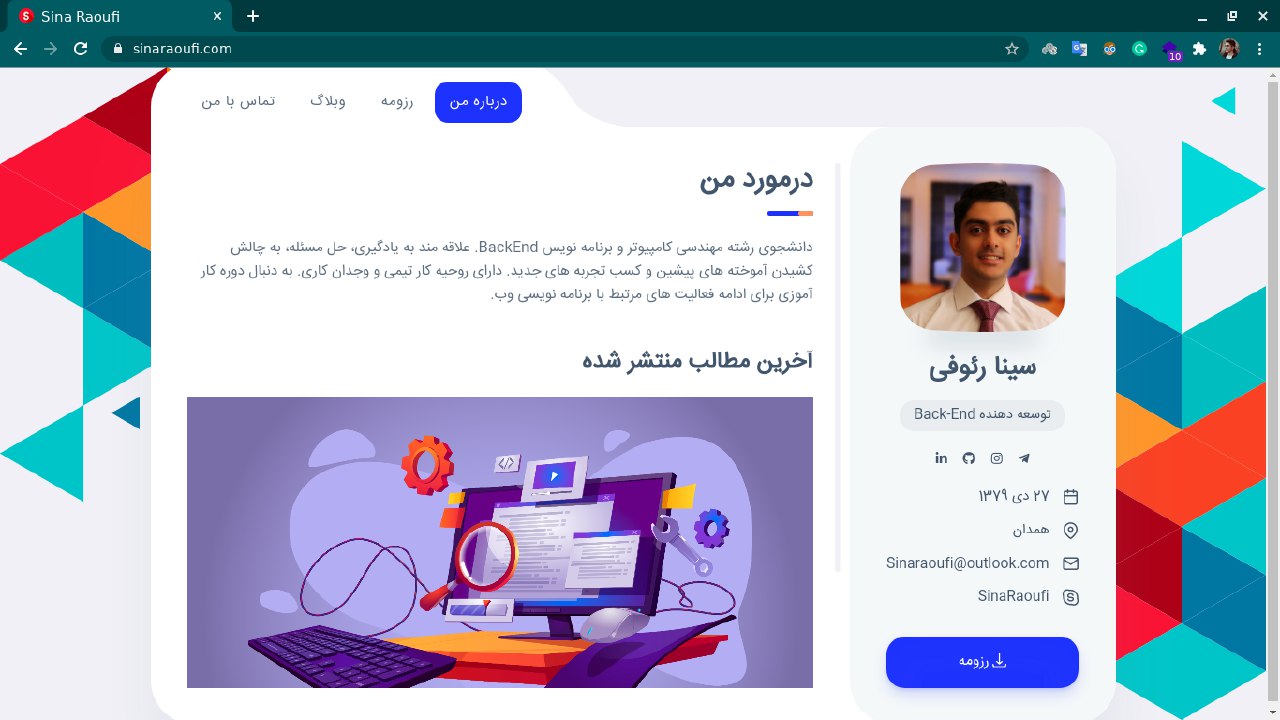 Sina Raoufi
sinaraoufi.com
10
درباره من
رزومه
وبلاگ
تماس با من
درمورد من
دانشجوی رشته مهندسی کامپیوتر و برنامه نویس BackEnd. علاقه مند به یادگیری، حل مسئله، به چالش
کشیدن آموخته های پیشین و کسب تجربه های جدید. دارای روحیه کار تیمی و وجدان کاری. به دنبال دوره کار
آموزی برای ادامه فعالیت های مرتبط با برنامه نویسی وب.
آخرین مطالب منتشر شده
</>
سینا رئوفی
توسعه دهنده Back-End
۲۷ دی ۱۳۷۹
همدان
Sinaraoufi@outlook.com
SinaRaoufi
رزومه